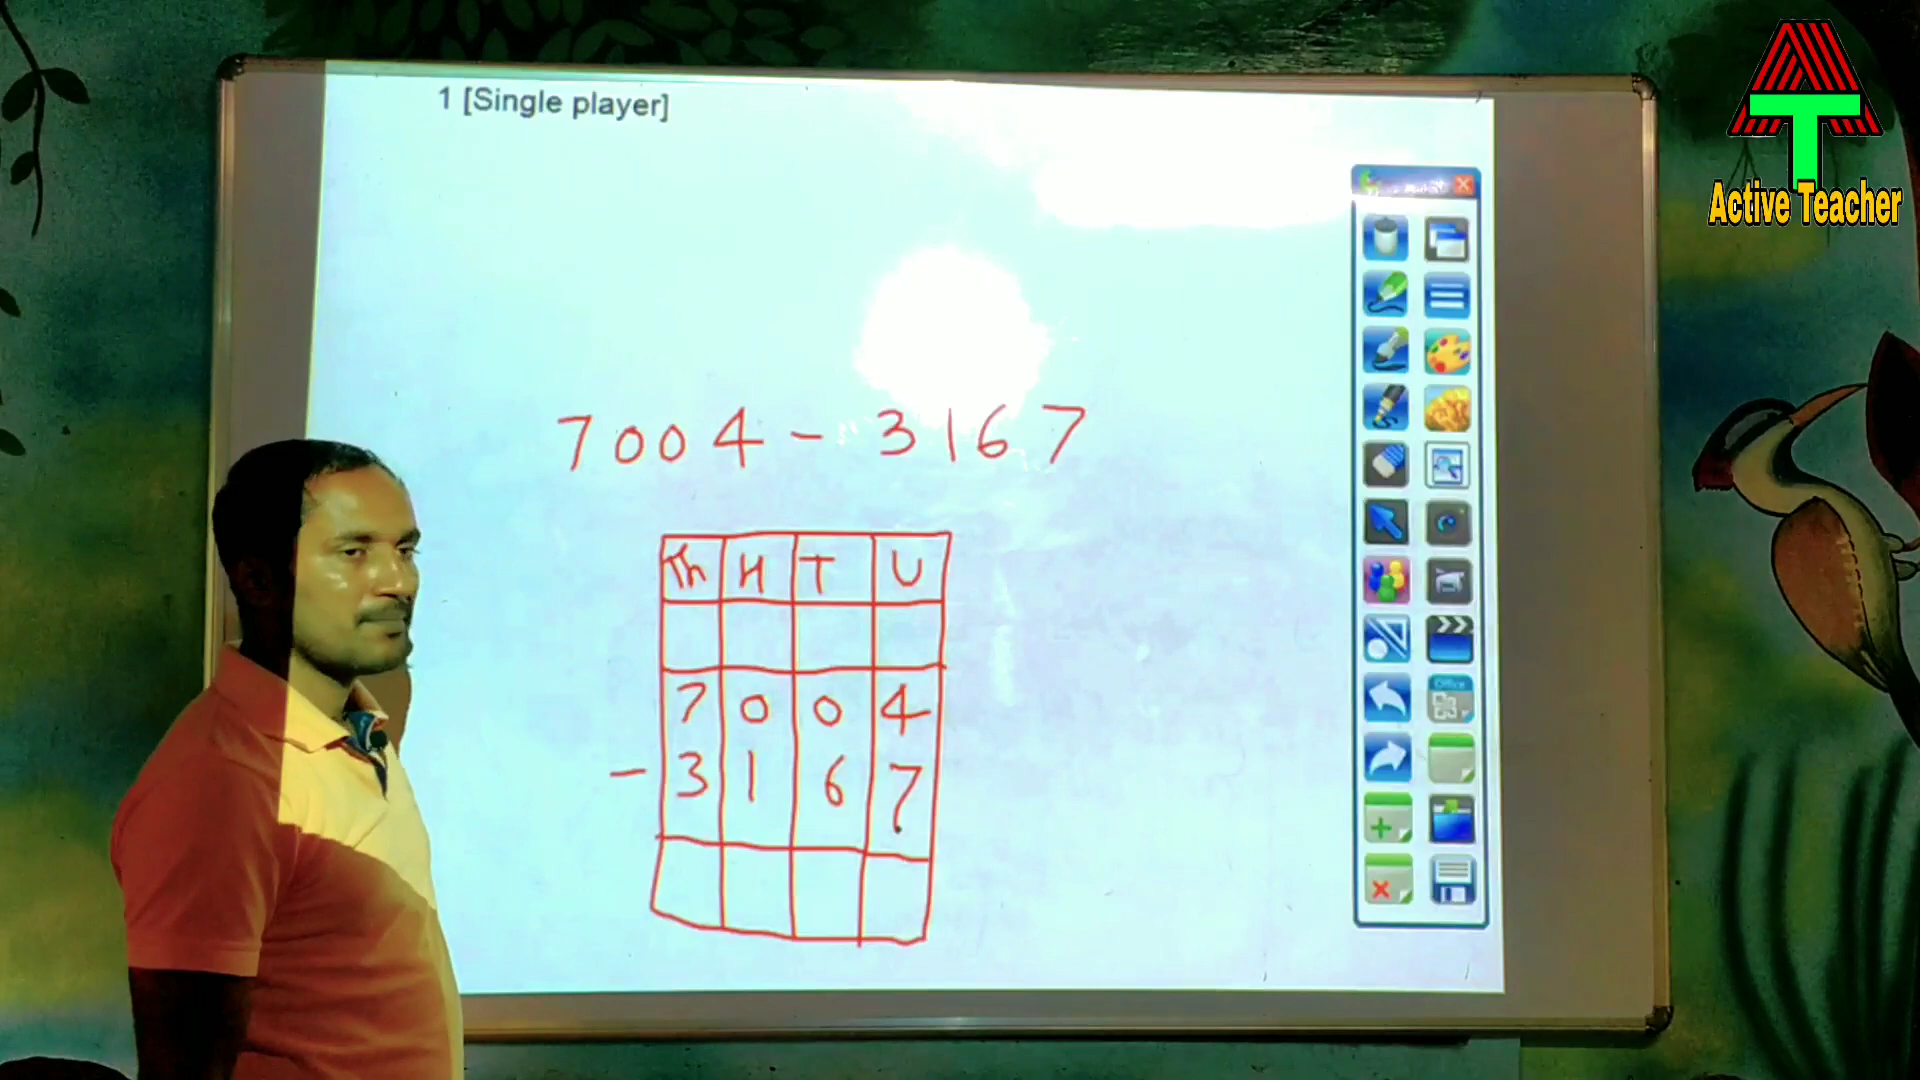 1 [Single player]
Active Teacher
7004 - 3167
Th H T U
7 0 0 4
- 3 1 6 7